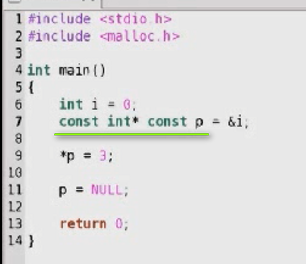 1 #include <stdio.h>
2 #include <malloc.h>
3
4 int main()
5 {
6 int i = 0;
7 const int* const p = &i;
8
9 *p = 3;
10
11 p = NULL;
12
13 return 0;
14 }